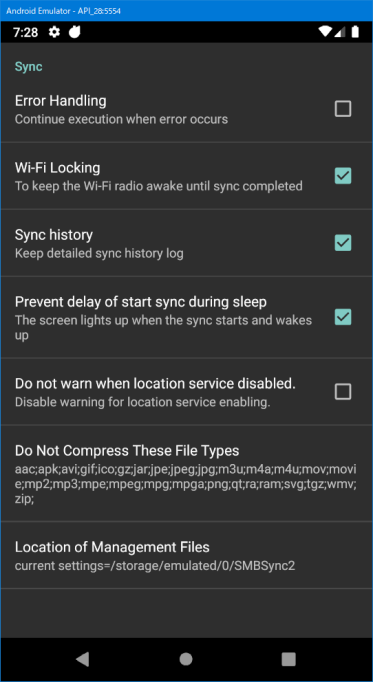 Android Emulator - API_28:5554
7:28
Sync
Error Handling
Continue execution when error occurs
Wi-Fi Locking
To keep the Wi-Fi radio awake until sync completed
Sync history
Keep detailed sync history log
Prevent delay of start sync during sleep
The screen lights up when the sync starts and wakes
up
Do not warn when location service disabled.
Disable warning for location service enabling.
Do Not Compress These File Types
aac;apk;avi;gif;ico;gz;jar;jpe;jpeg;jpg;m3u;m4a;m4u;mov;movi
e;mp2;mp3;mpe;mpeg;mpg;mpga;png;qt;ra;ram;svg;tgz;wmv;
zip;
Location of Management Files
current settings=/storage/emulated/0/SMBSync2